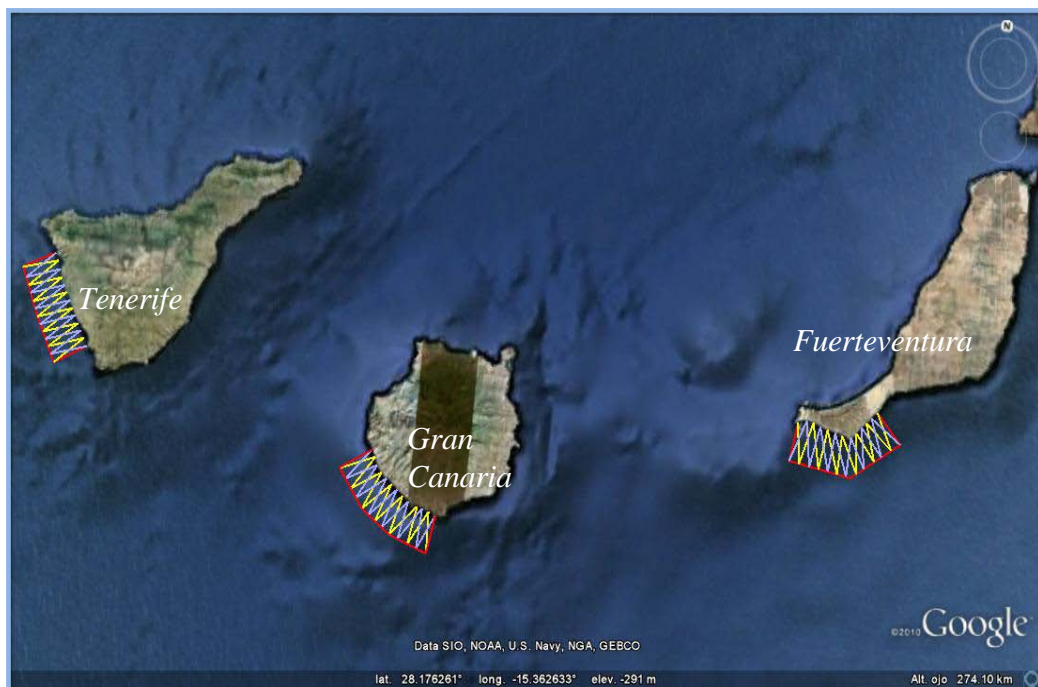 N
Tenerife
Fuerteventura
Gran
Canaria
©2010 Google
Data SIO, NOAA, U.S. Navy, NGA, GEBCO
lat. 28.176261° long. -15.362633° elev. -291 m Alt. ojo 274.10 km